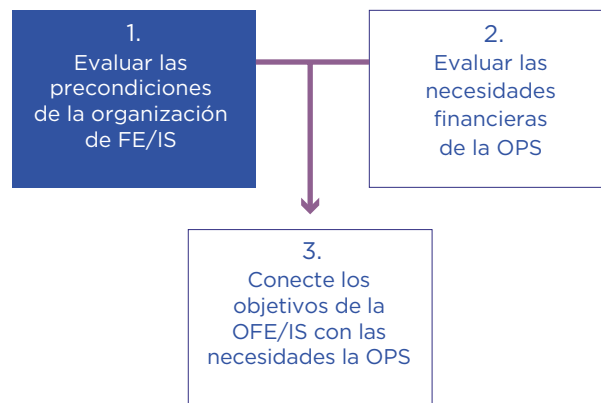 1.
Evaluar las
precondiciones
de la organización
de FE/IS
2.
Evaluar las
necesidades
financieras
de la OPS
3.
Conecte los
objetivos de la
OFE/IS con las
necesidades la OPS